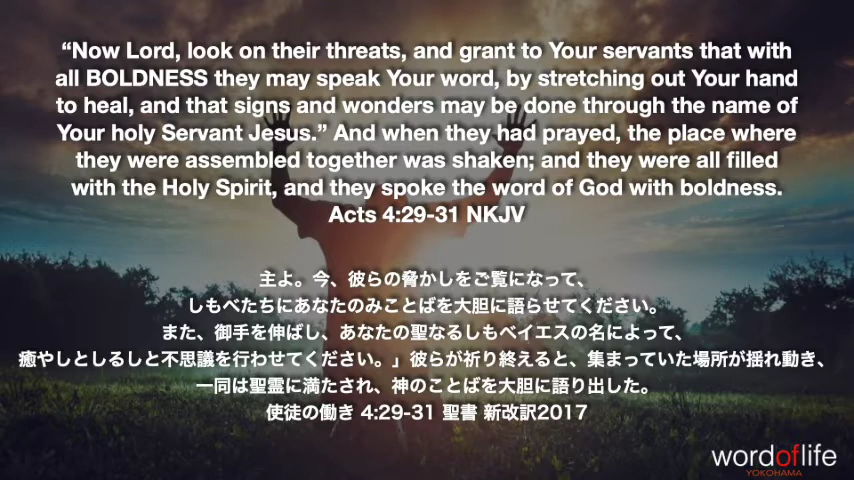 “Now Lord, look on their threats, and grant to Your servants that with
all BOLDNESS they may speak Your word, by stretching out Your hand
to heal, and that signs and wonders may be done through the name of
Your holy Servant Jesus.” And when they had prayed, the place where
they were assembled together was shaken; and they were all filled
with the Holy Spirit, and they spoke the word of God with boldness.
Acts 4:29-31 NKJV
主よ。今、彼らの脅かしをご覧になって、
しもべたちにあなたのみことばを大胆に語らせてください。
また、御手を伸ばし、あなたの聖なるしもべイエスの名によって、
癒やしとしるしと不思議を行わせてください。」彼らが祈り終えると、集まっていた場所が揺れ動き、
一同は聖霊に満たされ、神のことばを大胆に語り出した。
使徒の働き 4:29-31 聖書 新改訳2017
wordoflife
YOKOHAMA